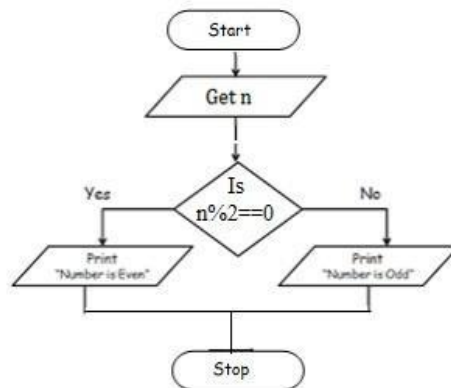 Start
Get n
Is
n%2==0
Yes
No
Print
"Number is Even"
Print
"Number is Odd"
Stop